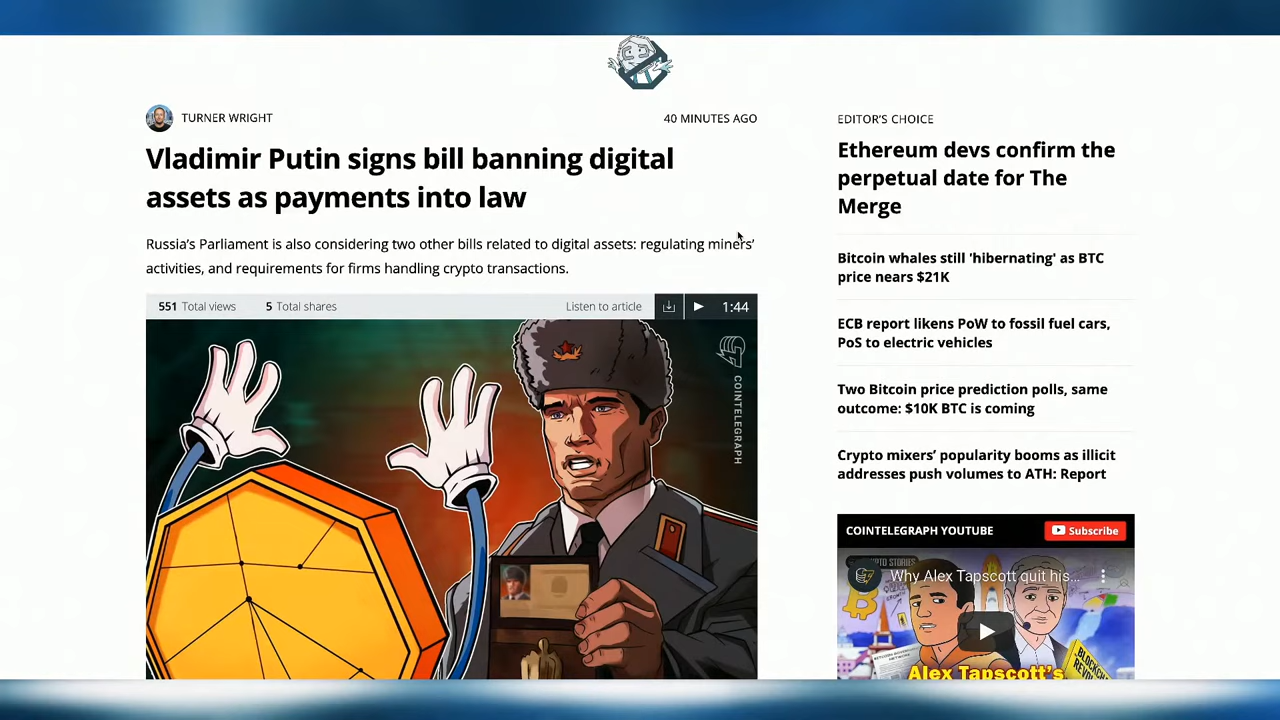 TURNER WRIGHT
40 MINUTES AGO
Vladimir Putin signs bill banning digital
assets as payments into law
Russia's Parliament is also considering two other bills related to digital assets: regulating miners'
activities, and requirements for firms handling crypto transactions.
551 Total views
5 Total shares
Listen to article
1:44
COINTELEGRAPH
EDITOR'S CHOICE
Ethereum devs confirm the
perpetual date for The
Merge
Bitcoin whales still 'hibernating' as BTC
price nears $21K
ECB report likens PoW to fossil fuel cars,
PoS to electric vehicles
Two Bitcoin price prediction polls, same
outcome: $10K BTC is coming
Crypto mixers' popularity booms as illicit
addresses push volumes to ATH: Report
COINTELEGRAPH YOUTUBE
Subscribe
Why Alex Tapscott quit his...
Alex Tapscott's